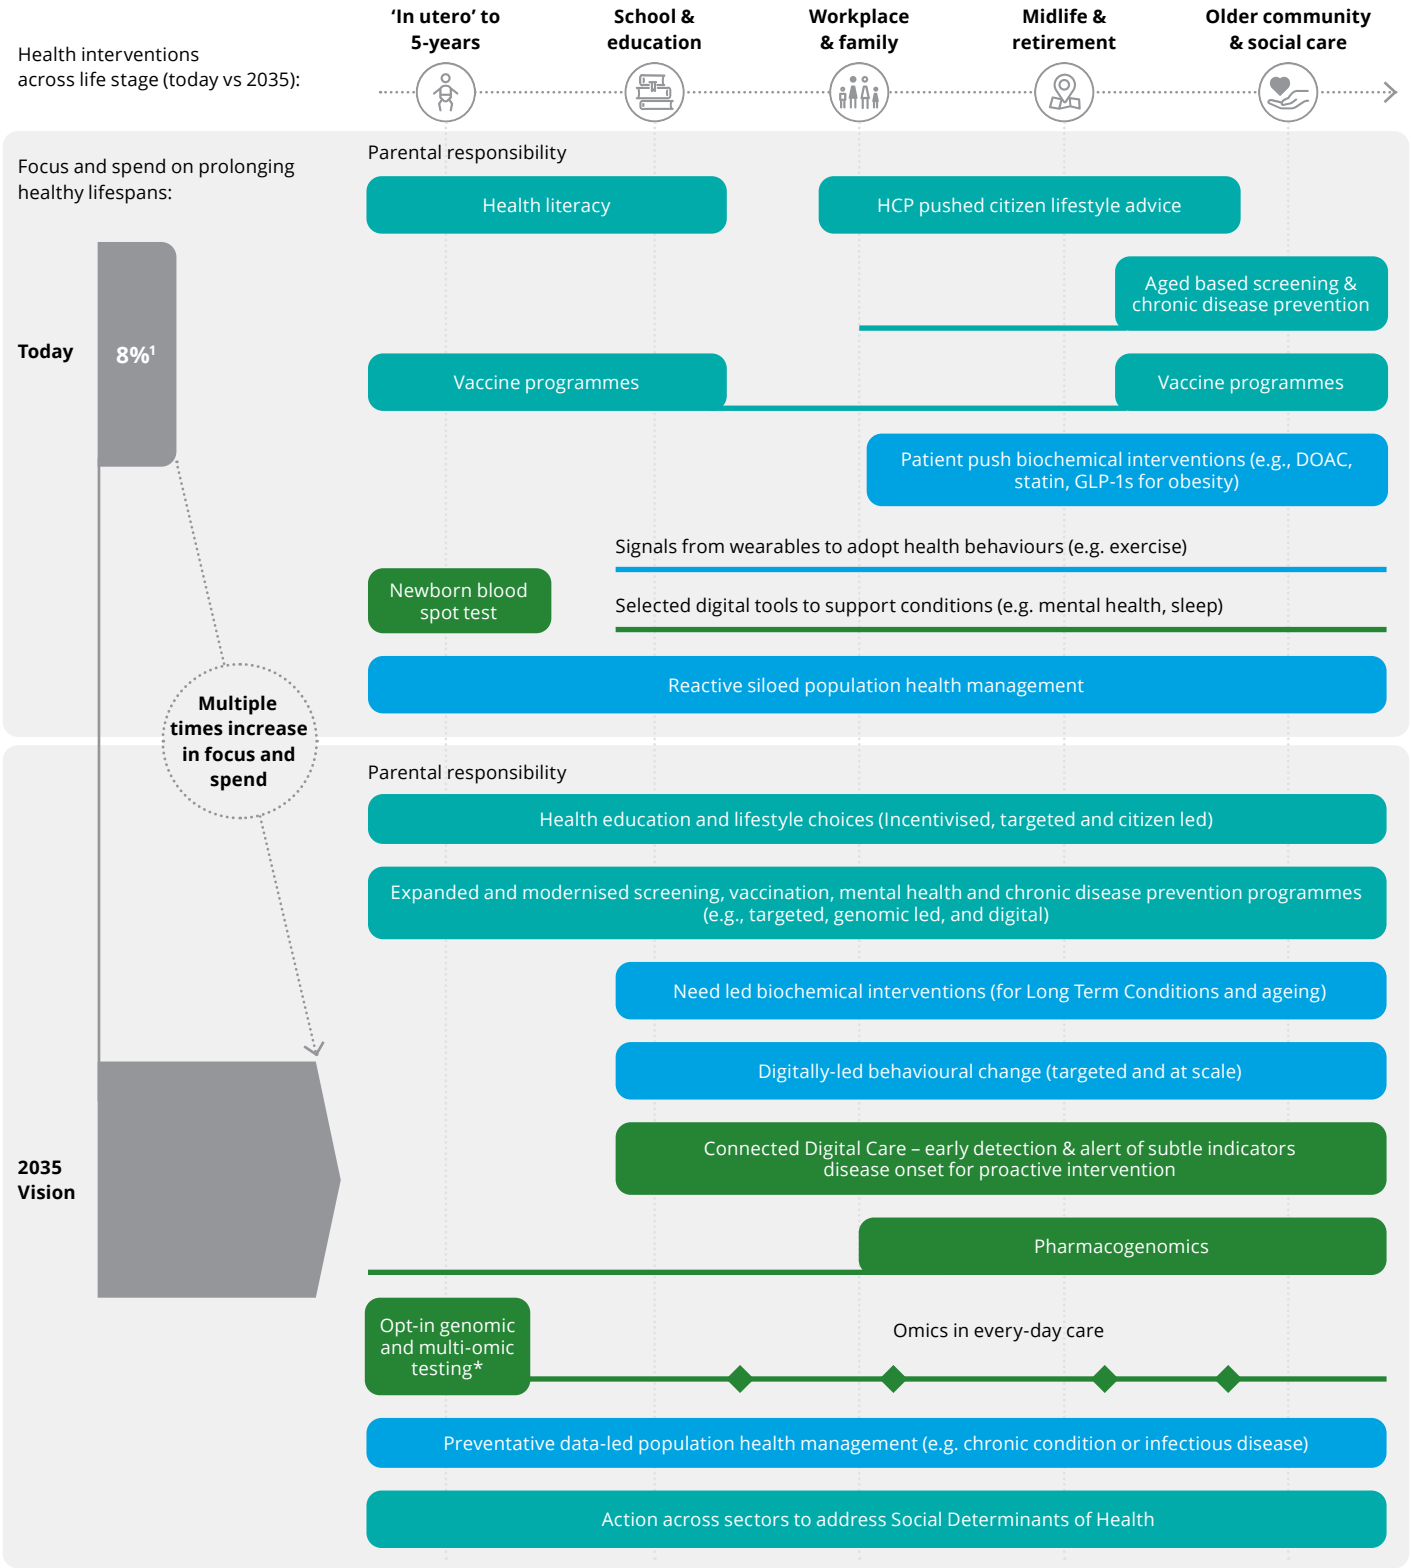 Health interventions
across life stage (today vs 2035):
‘In utero’ to
5-years
School &
education
Workplace
& family
Midlife &
retirement
Older community
& social care
Focus and spend on prolonging
healthy lifespans:
Today
8%¹
Parental responsibility
Health literacy
HCP pushed citizen lifestyle advice
Aged based screening &
chronic disease prevention
Vaccine programmes
Vaccine programmes
Patient push biochemical interventions (e.g., DOAC,
statin, GLP-1s for obesity)
Signals from wearables to adopt health behaviours (e.g. exercise)
Newborn blood
spot test
Selected digital tools to support conditions (e.g. mental health, sleep)
Reactive siloed population health management
Multiple
times increase
in focus and
spend
2035
Vision
Parental responsibility
Health education and lifestyle choices (Incentivised, targeted and citizen led)
Expanded and modernised screening, vaccination, mental health and chronic disease prevention programmes
(e.g., targeted, genomic led, and digital)
Need led biochemical interventions (for Long Term Conditions and ageing)
Digitally-led behavioural change (targeted and at scale)
Connected Digital Care – early detection & alert of subtle indicators
disease onset for proactive intervention
Pharmacogenomics
Opt-in genomic
and multi-omic
testing*
Omics in every-day care
Preventative data-led population health management (e.g. chronic condition or infectious disease)
Action across sectors to address Social Determinants of Health